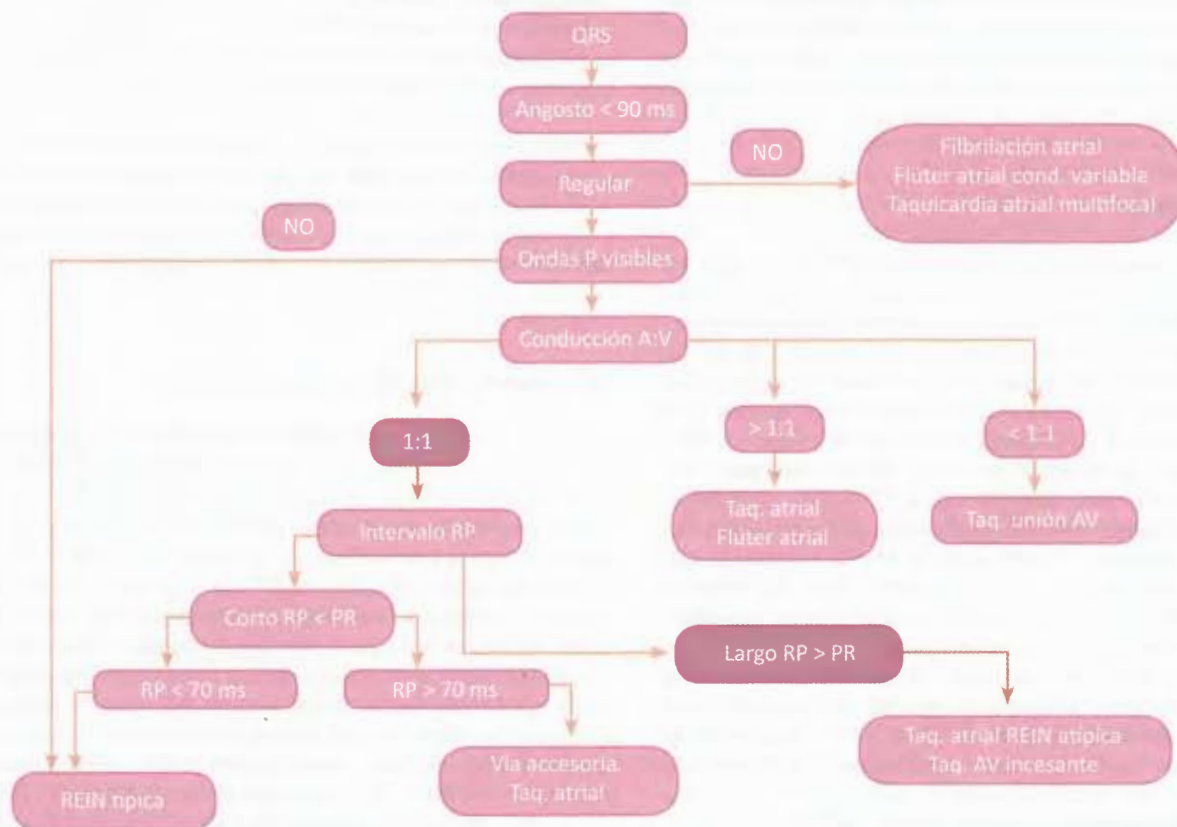 QRS
Angosto < 90 ms
NO
Regular
Filbrilación atrial
Flúter atrial cond. variable
Taquicardia atrial multifocal
NO
Ondas P visibles
Conducción A:V
1:1
> 1:1
< 1:1
Intervalo RP
Taq. atrial
Flúter atrial
Taq. unión AV
Corto RP < PR
Largo RP > PR
RP < 70 ms
RP > 70 ms
REIN típica
Via accesoria.
Taq. atrial
Taq. atrial REIN atípica
Taq. AV incesante